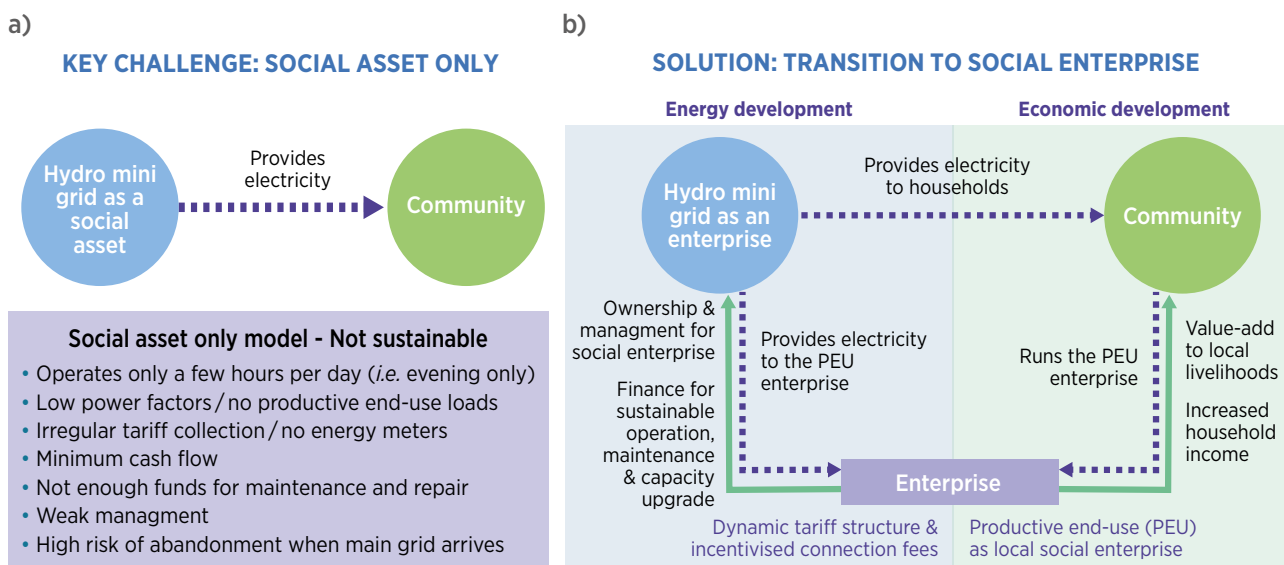 a)
KEY CHALLENGE: SOCIAL ASSET ONLY
Hydro mini
grid as a
social
asset
Provides
electricity
Community
Social asset only model - Not sustainable
• Operates only a few hours per day (i.e. evening only)
• Low power factors / no productive end-use loads
• Irregular tariff collection / no energy meters
• Minimum cash flow
• Not enough funds for maintenance and repair
• Weak managment
• High risk of abandonment when main grid arrives
b)
SOLUTION: TRANSITION TO SOCIAL ENTERPRISE
Energy development
Economic development
Hydro mini
grid as an
enterprise
Provides electricity
to households
Community
Ownership &
managment for
social enterprise
Finance for
sustainable
operation,
maintenance
& capacity
upgrade
Provides electricity
to the PEU
enterprise
Runs the PEU
enterprise
Value-add
to local
livelihoods
Increased
household
income
Enterprise
Dynamic tariff structure &
incentivised connection fees
Productive end-use (PEU)
as local social enterprise